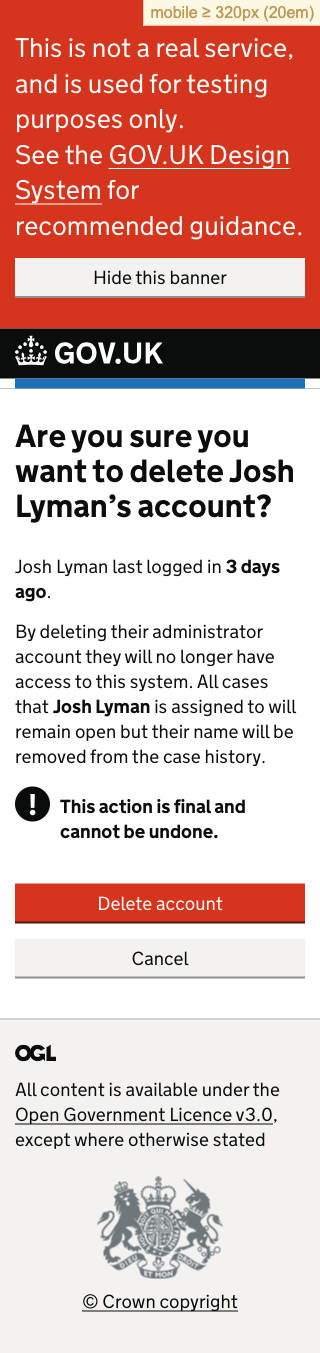 mobile ≥ 320px (20em)
This is not a real service,
and is used for testing
purposes only.
See the GOV.UK Design
System for
recommended guidance.
Hide this banner
GOV.UK
Are you sure you
want to delete Josh
Lyman’s account?
Josh Lyman last logged in 3 days
ago.
By deleting their administrator
account they will no longer have
access to this system. All cases
that Josh Lyman is assigned to will
remain open but their name will be
removed from the case history.
! This action is final and
cannot be undone.
Delete account
Cancel
OGL
All content is available under the
Open Government Licence v3.0,
except where otherwise stated
DIEU ET MON
© Crown copyright